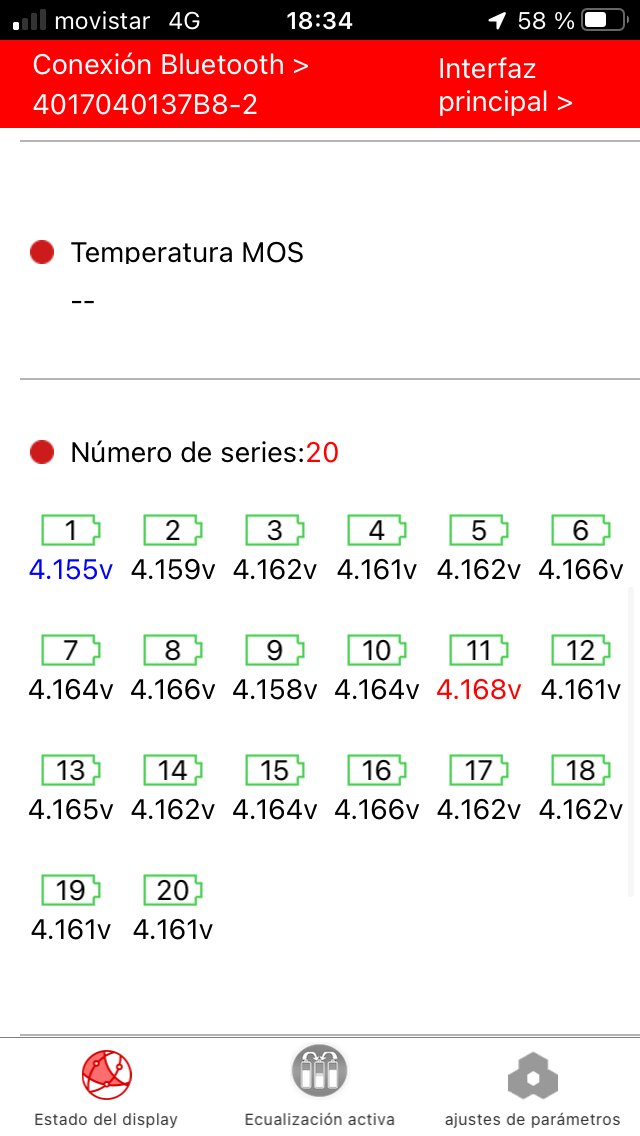 movistar 4G 18:34 58 %
Conexión Bluetooth >
4017040137B8-2
Interfaz
principal >
Temperatura MOS
--
Número de series:20
1 2 3 4 5 6
4.155v 4.159v 4.162v 4.161v 4.162v 4.166v
7 8 9 10 11 12
4.164v 4.166v 4.158v 4.164v 4.168v 4.161v
13 14 15 16 17 18
4.165v 4.162v 4.164v 4.166v 4.162v 4.162v
19 20
4.161v 4.161v
Estado del display Ecualización activa ajustes de parámetros